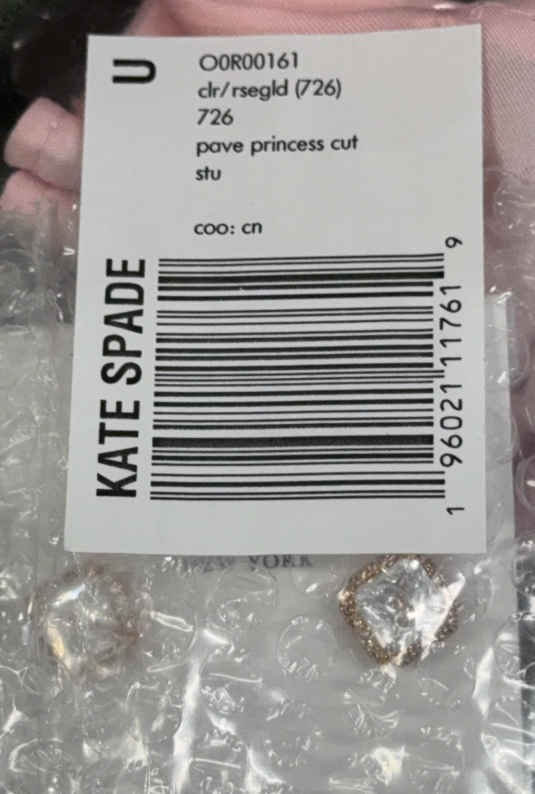 U
O0R00161
clr/rsegld (726)
726
pave princess cut
stu
coo: cn
KATE SPADE
1 96021 11761 9
NEW YORK